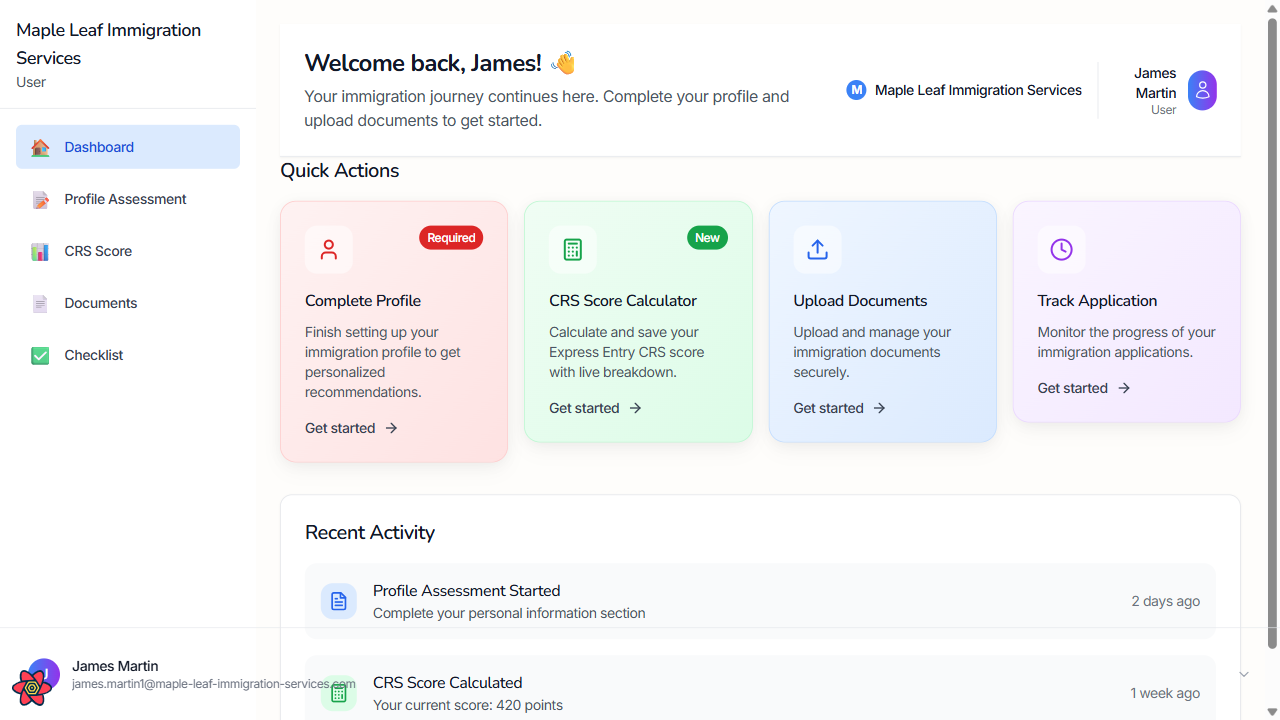 Maple Leaf Immigration
Services
User
Dashboard
Profile Assessment
CRS Score
Documents
Checklist
James Martin
james.martin1@maple-leaf-immigration-services.com
Welcome back, James! 👋
Your immigration journey continues here. Complete your profile and
upload documents to get started.
M Maple Leaf Immigration Services
James
Martin
User
Quick Actions
Required
Complete Profile
Finish setting up your
immigration profile to get
personalized
recommendations.
Get started →
New
CRS Score Calculator
Calculate and save your
Express Entry CRS score
with live breakdown.
Get started →
Upload Documents
Upload and manage your
immigration documents
securely.
Get started →
Track Application
Monitor the progress of your
immigration applications.
Get started →
Recent Activity
Profile Assessment Started
Complete your personal information section
2 days ago
CRS Score Calculated
Your current score: 420 points
1 week ago